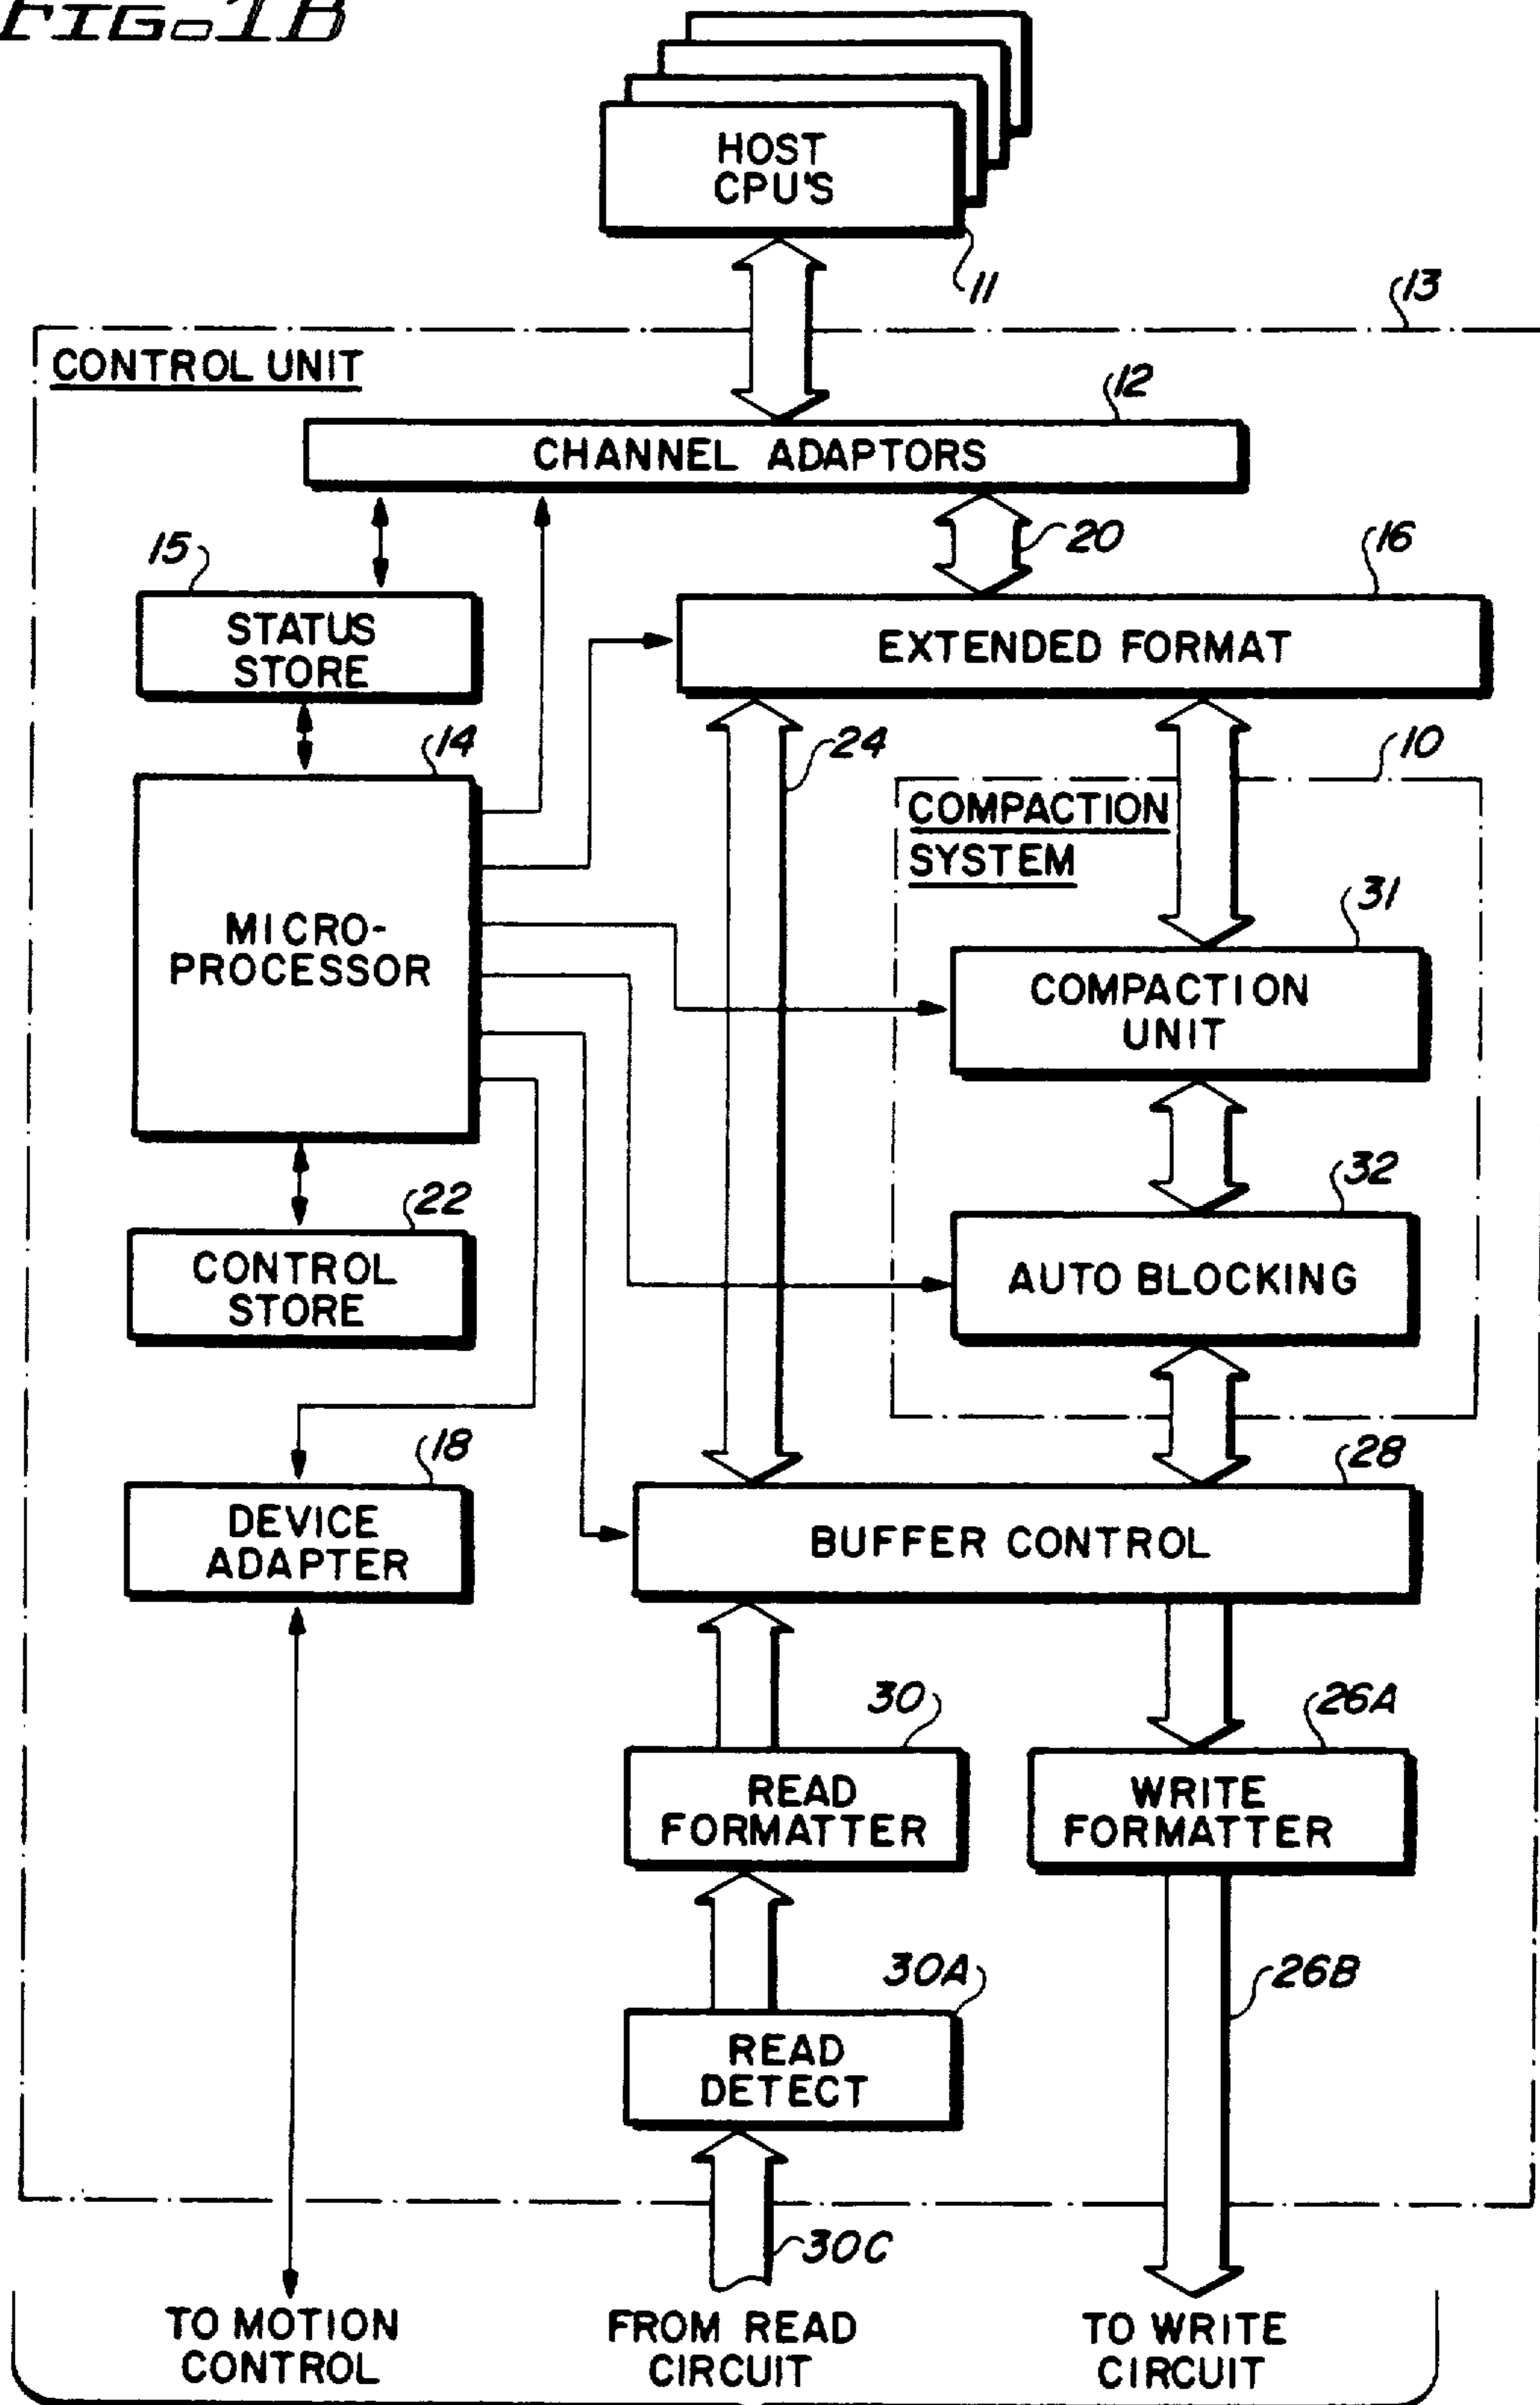 FIG. 1B
HOST
CPU'S
11
13
CONTROL UNIT
12
CHANNEL ADAPTORS
20
15
16
STATUS
STORE
EXTENDED FORMAT
14
24
10
COMPACTION
SYSTEM
MICRO-
PROCESSOR
31
COMPACTION
UNIT
22
32
CONTROL
STORE
AUTO BLOCKING
18
28
DEVICE
ADAPTER
BUFFER CONTROL
30
26A
READ
FORMATTER
WRITE
FORMATTER
30A
26B
READ
DETECT
30C
TO MOTION
CONTROL
FROM READ
CIRCUIT
TO WRITE
CIRCUIT